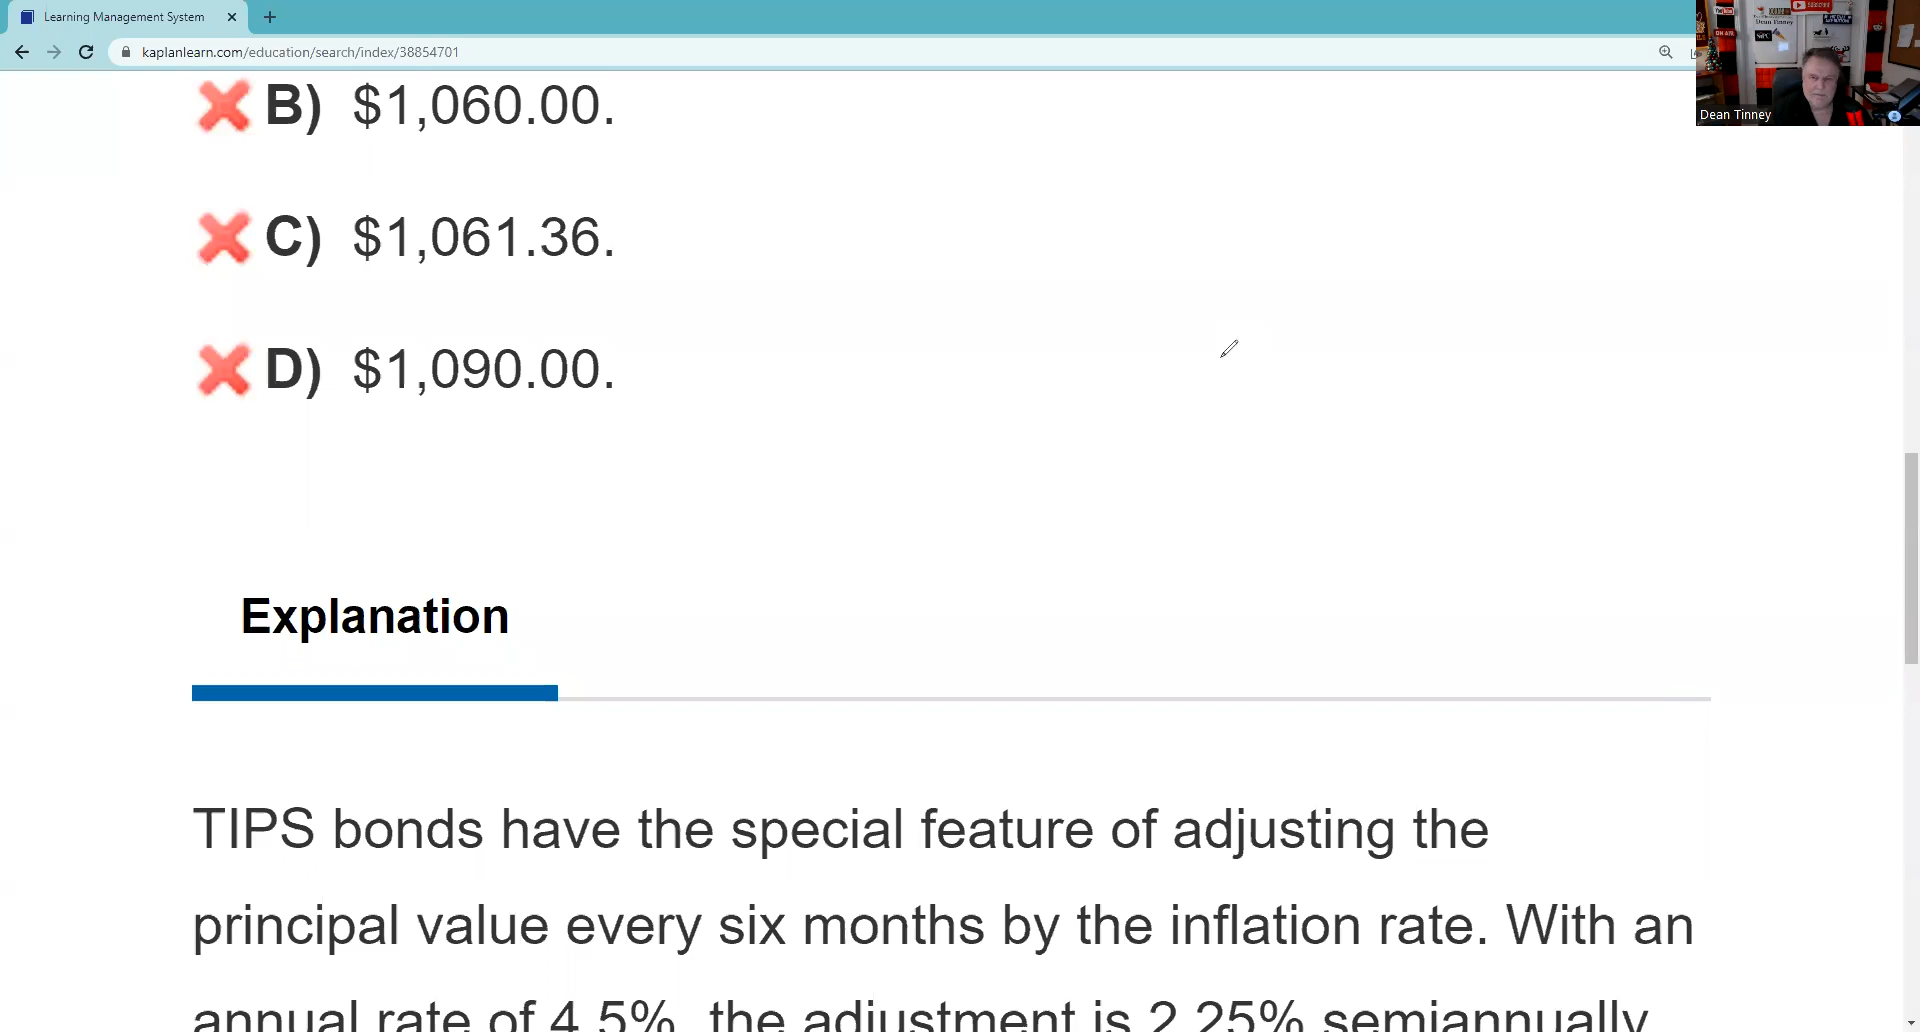 Learning Management System
kaplanlearn.com/education/search/index/38854701
Dean Tinney
B) $1,060.00.
C) $1,061.36.
D) $1,090.00.
Explanation
TIPS bonds have the special feature of adjusting the
principal value every six months by the inflation rate. With an
annual rate of 4.5%, the adjustment is 2.25% semiannually